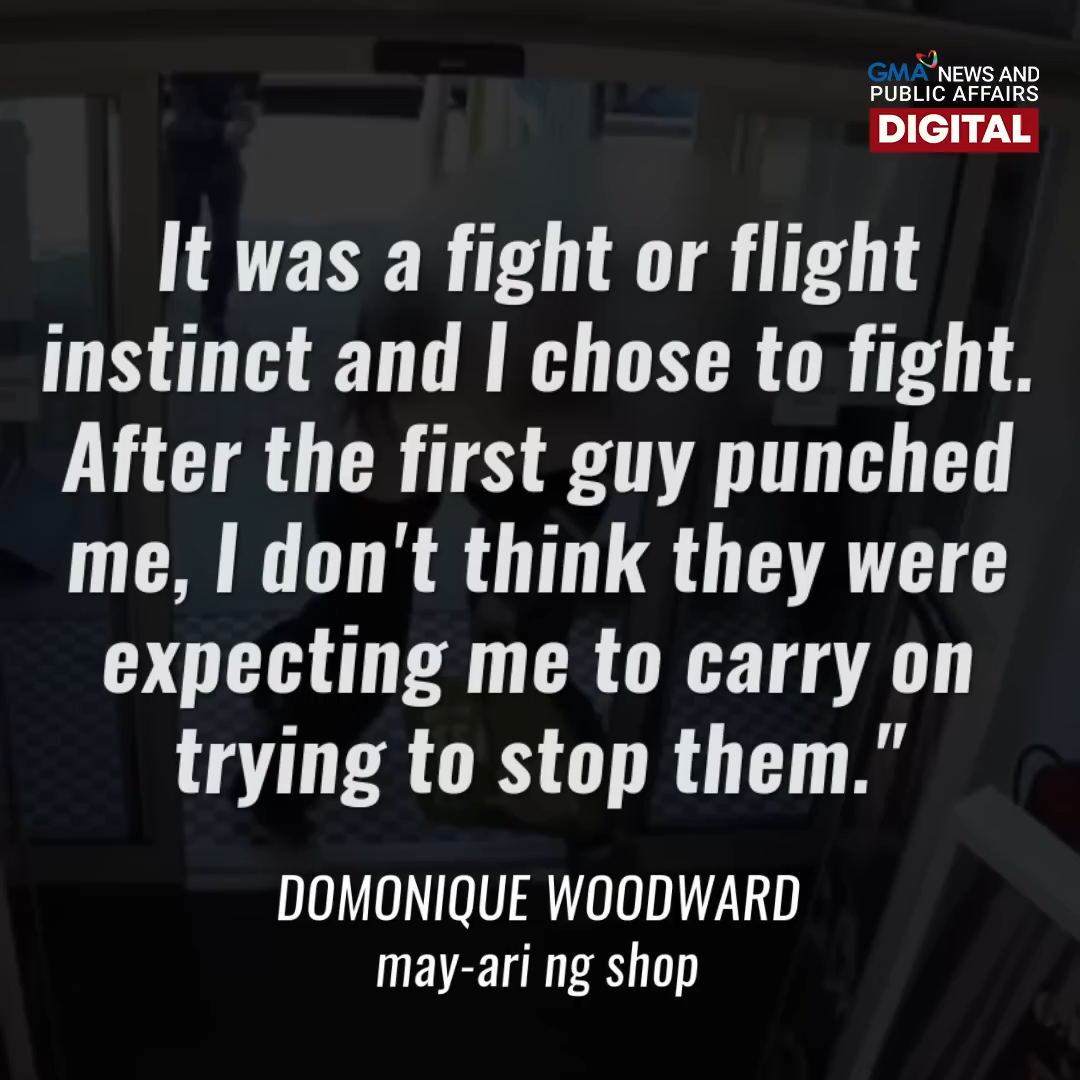 GMA NEWS AND
PUBLIC AFFAIRS
DIGITAL
It was a fight or flight
instinct and I chose to fight.
After the first guy punched
me, I don't think they were
expecting me to carry on
trying to stop them."
DOMONIQUE WOODWARD
may-ari ng shop